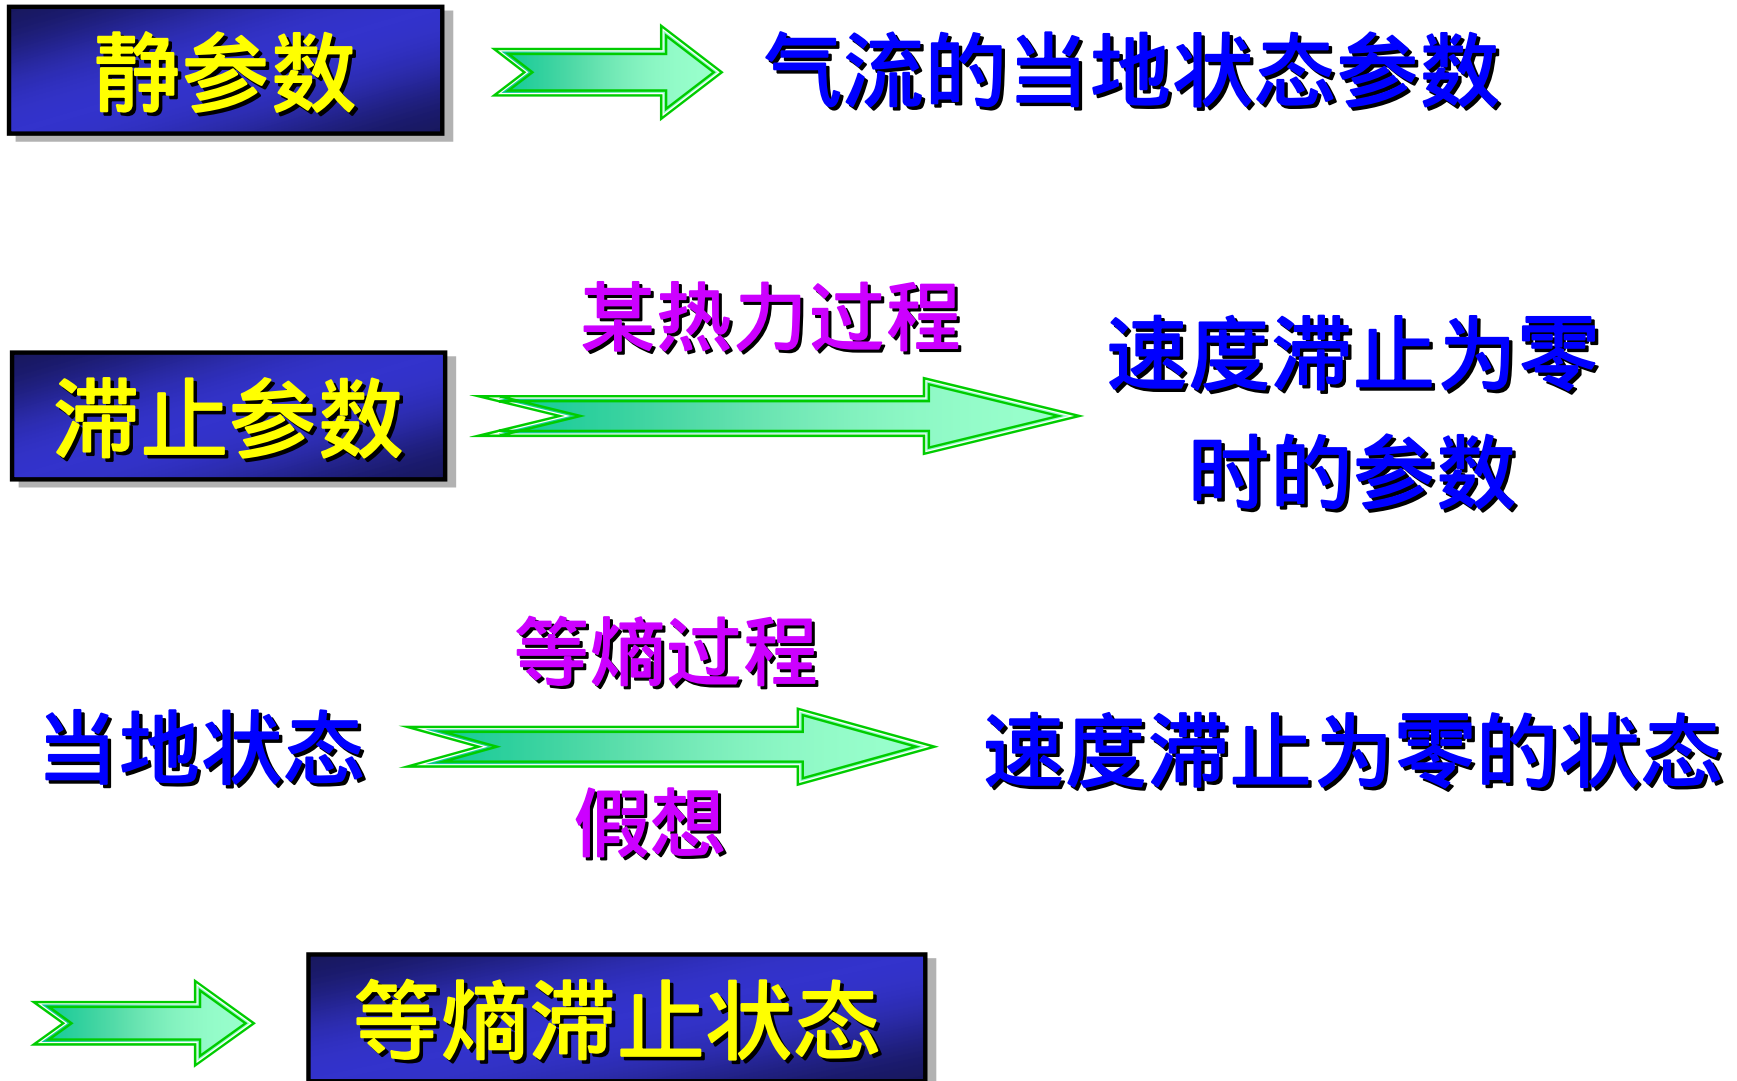 静参数
气流的当地状态参数
某热力过程
滞止参数
速度滞止为零
时的参数
等熵过程
当地状态
速度滞止为零的状态
假想
等熵滞止状态